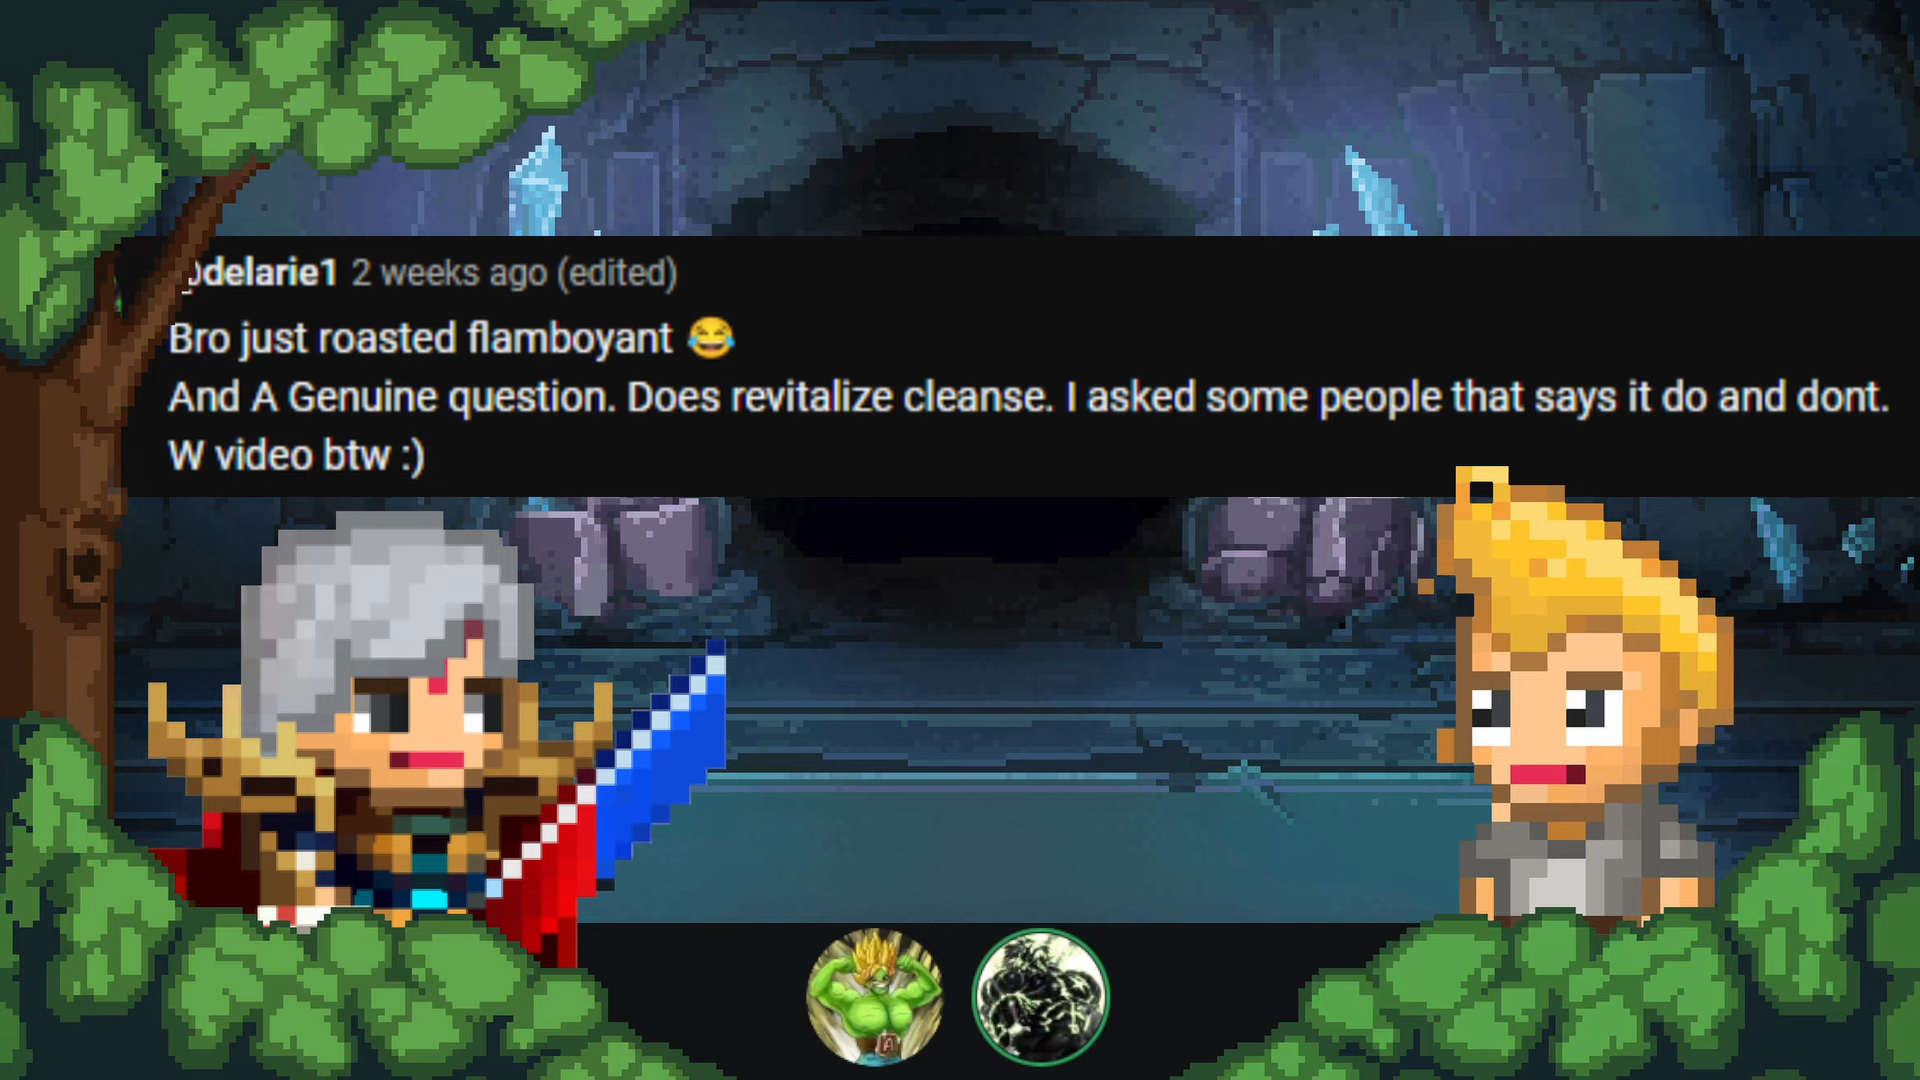 @delarie1 2 weeks ago (edited)
Bro just roasted flamboyant 😂
And A Genuine question. Does revitalize cleanse. I asked some people that says it do and dont.
W video btw :)